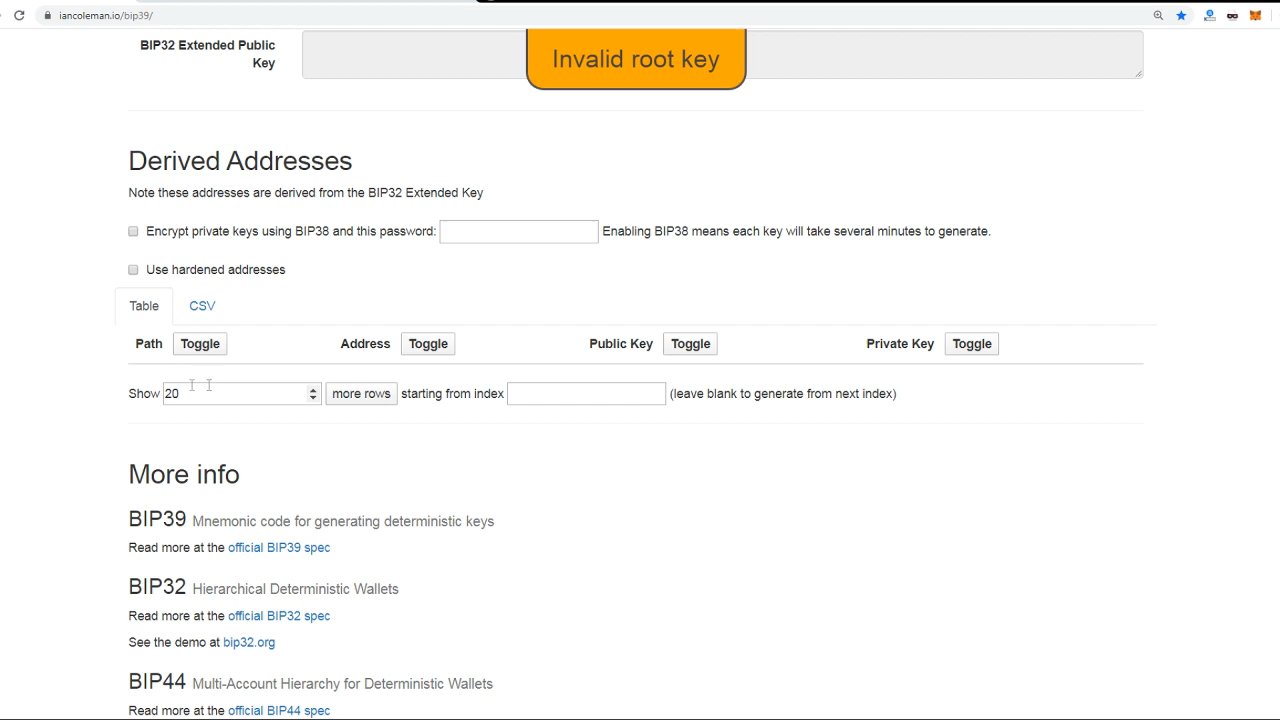 iancoleman.io/bip39/
BIP32 Extended Public
Key
Invalid root key
Derived Addresses
Note these addresses are derived from the BIP32 Extended Key
Encrypt private keys using BIP38 and this password: Enabling BIP38 means each key will take several minutes to generate.
Use hardened addresses
Table CSV
Path Toggle Address Toggle Public Key Toggle Private Key Toggle
Show 20 more rows starting from index (leave blank to generate from next index)
More info
BIP39 Mnemonic code for generating deterministic keys
Read more at the official BIP39 spec
BIP32 Hierarchical Deterministic Wallets
Read more at the official BIP32 spec
See the demo at bip32.org
BIP44 Multi-Account Hierarchy for Deterministic Wallets
Read more at the official BIP44 spec